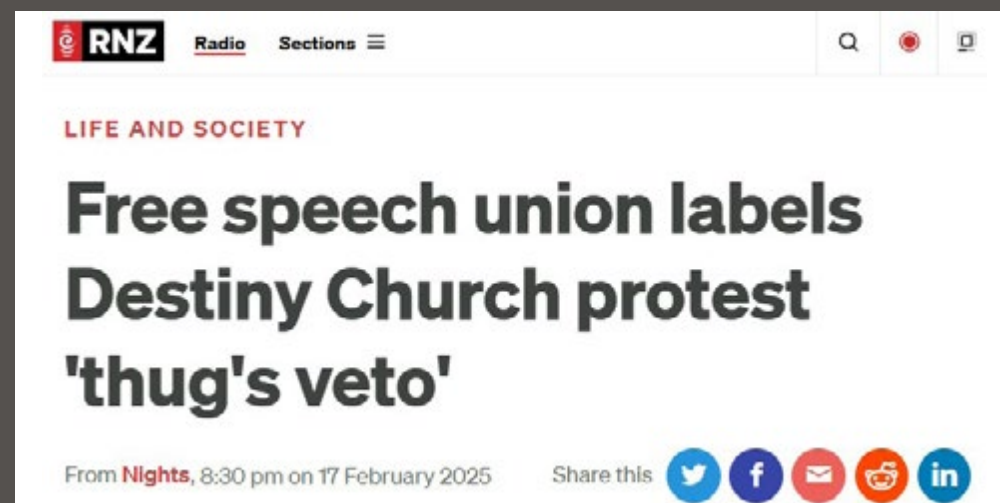 RNZ Radio Sections
LIFE AND SOCIETY
Free speech union labels
Destiny Church protest
'thug's veto'
From Nights, 8:30 pm on 17 February 2025 Share this